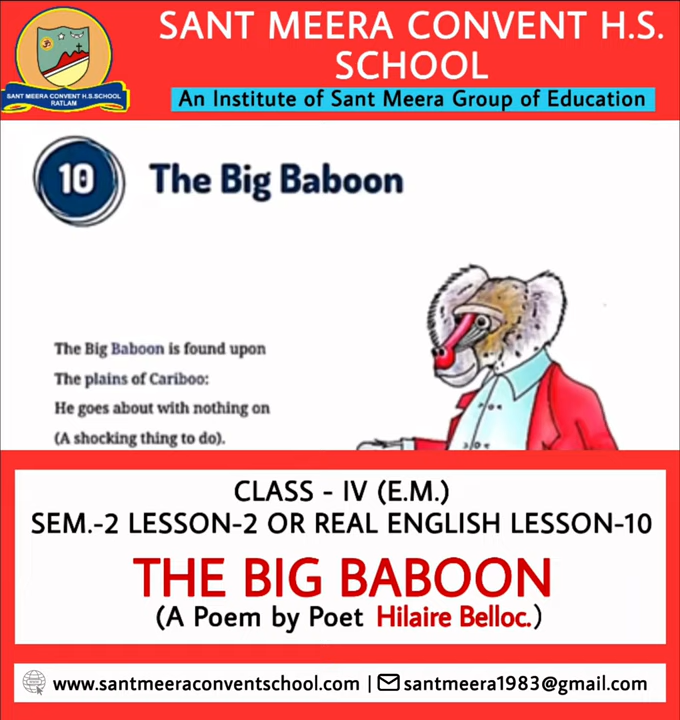 SANT MEERA CONVENT H.S.
SCHOOL
An Institute of Sant Meera Group of Education
SANT MEERA CONVENT H.S.SCHOOL
RATLAM
10 The Big Baboon
The Big Baboon is found upon
The plains of Cariboo:
He goes about with nothing on
(A shocking thing to do).
CLASS - IV (E.M.)
SEM.-2 LESSON-2 OR REAL ENGLISH LESSON-10
THE BIG BABOON
(A Poem by Poet Hilaire Belloc.)
www.santmeeraconventschool.com | santmeera1983@gmail.com